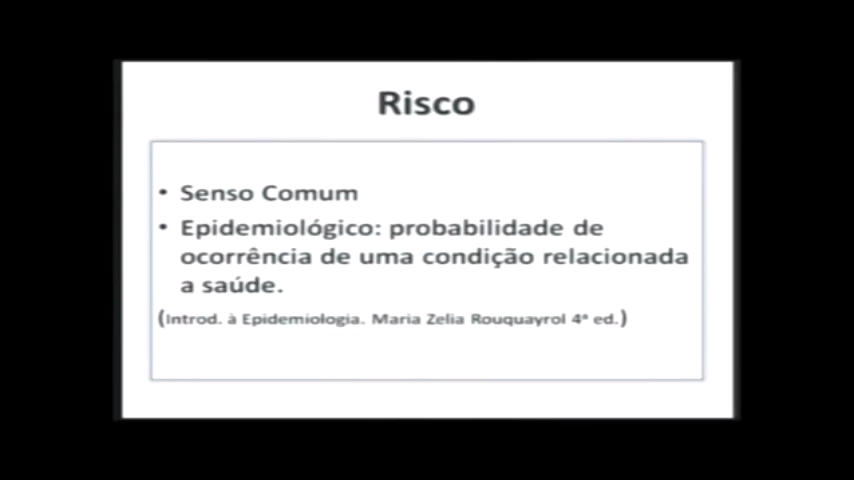 Risco
• Senso Comum
• Epidemiológico: probabilidade de
ocorrência de uma condição relacionada
a saúde.
(Introd. à Epidemiologia. Maria Zelia Rouquayrol 4ª ed.)